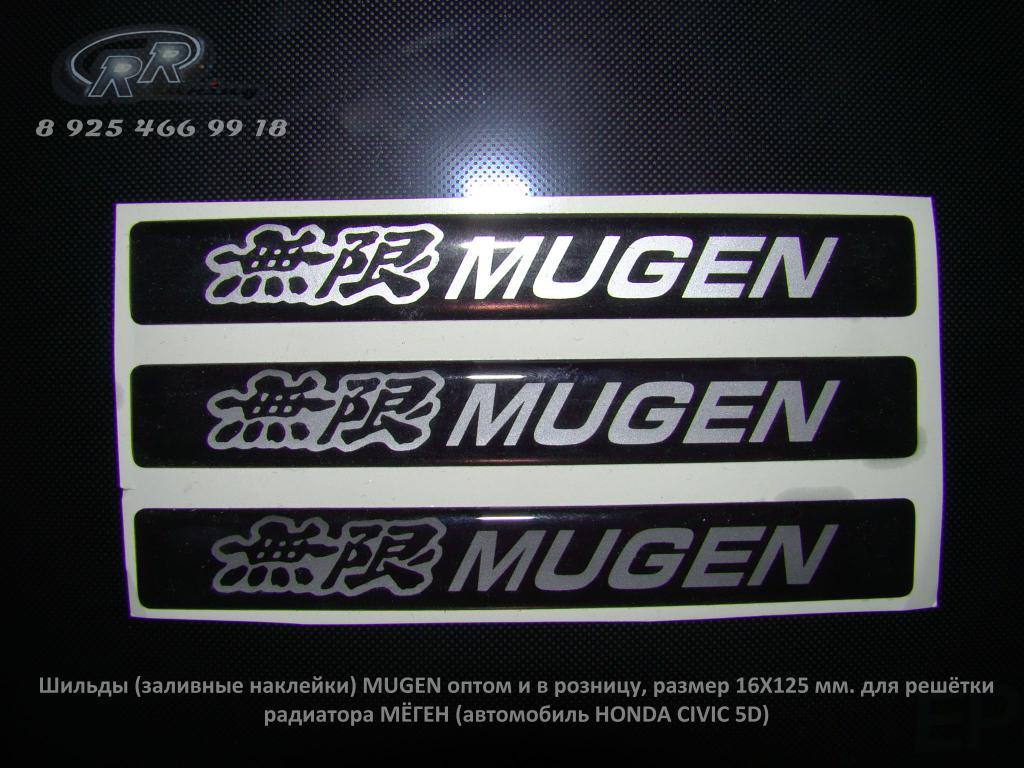 RR tuning
8 925 466 99 18
無限 MUGEN
無限 MUGEN
無限 MUGEN
Шильды (заливные наклейки) MUGEN оптом и в розницу, размер 16X125 мм. для решётки
радиатора МЁГЕН (автомобиль HONDA CIVIC 5D)